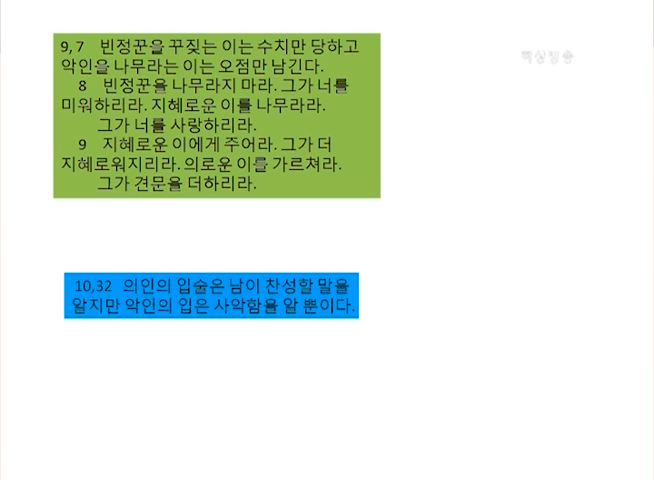 9, 7 빈정꾼을 꾸짖는 이는 수치만 당하고
악인을 나무라는 이는 오점만 남긴다.
8 빈정꾼을 나무라지 마라. 그가 너를
미워하리라. 지혜로운 이를 나무라라.
그가 너를 사랑하리라.
9 지혜로운 이에게 주어라. 그가 더
지혜로워지리라. 의로운 이를 가르쳐라.
그가 견문을 더하리라.
10,32 의인의 입술은 남이 찬성할 말을
알지만 악인의 입은 사악함을 알 뿐이다.